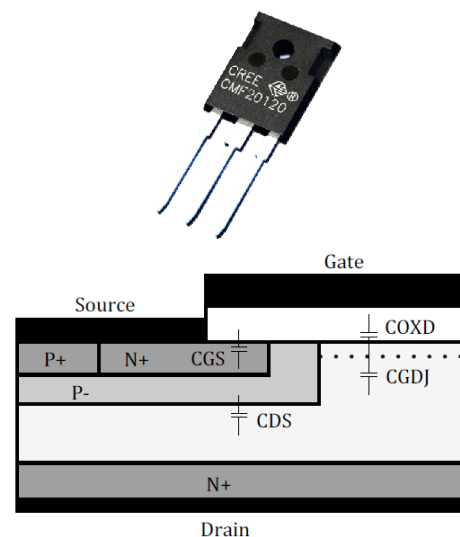 CREE ®
CMF20120
Gate
Source
COXD
P+ N+ CGS
CGDJ
P-
CDS
N+
Drain